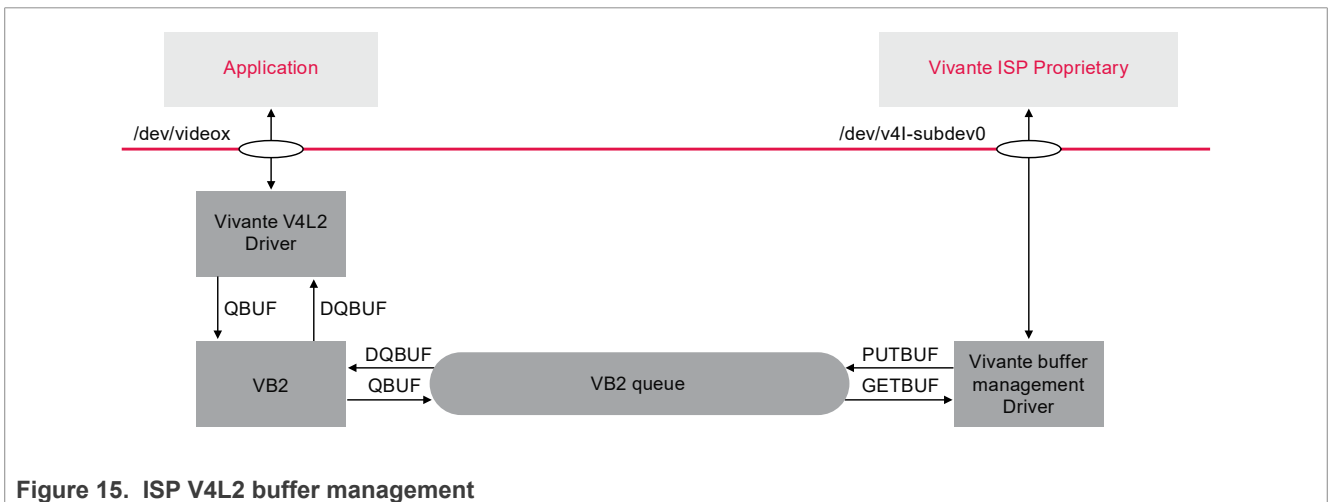 Application
Vivante ISP Proprietary
/dev/videox
/dev/v4l-subdev0
Vivante V4L2
Driver
QBUF
DQBUF
DQBUF
PUTBUF
VB2
QBUF
VB2 queue
GETBUF
Vivante buffer
management
Driver
Figure 15. ISP V4L2 buffer management